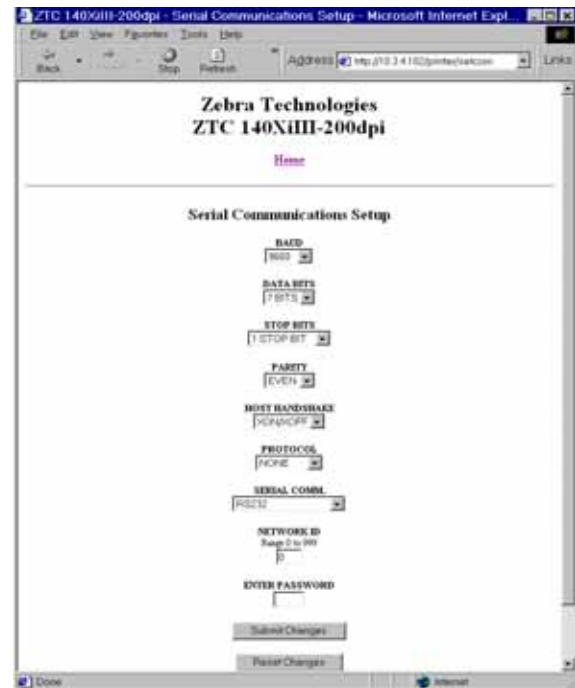 ZTC 140XiIII-200dpi - Serial Communications Setup - Microsoft Internet Expl...
File Edit View Favorites Tools Help
Back Stop Refresh Address Links
Zebra Technologies
ZTC 140XiIII-200dpi
Home
Serial Communications Setup
BAUD
9600
DATA BITS
7 BITS
STOP BITS
1 STOP BIT
PARITY
EVEN
HOST HANDSHAKE
XON/XOFF
PROTOCOL
NONE
SERIAL COMM.
RS232
NETWORK ID
Range 0 to 999
0
ENTER PASSWORD
Submit Changes
Reset Changes
Done Internet